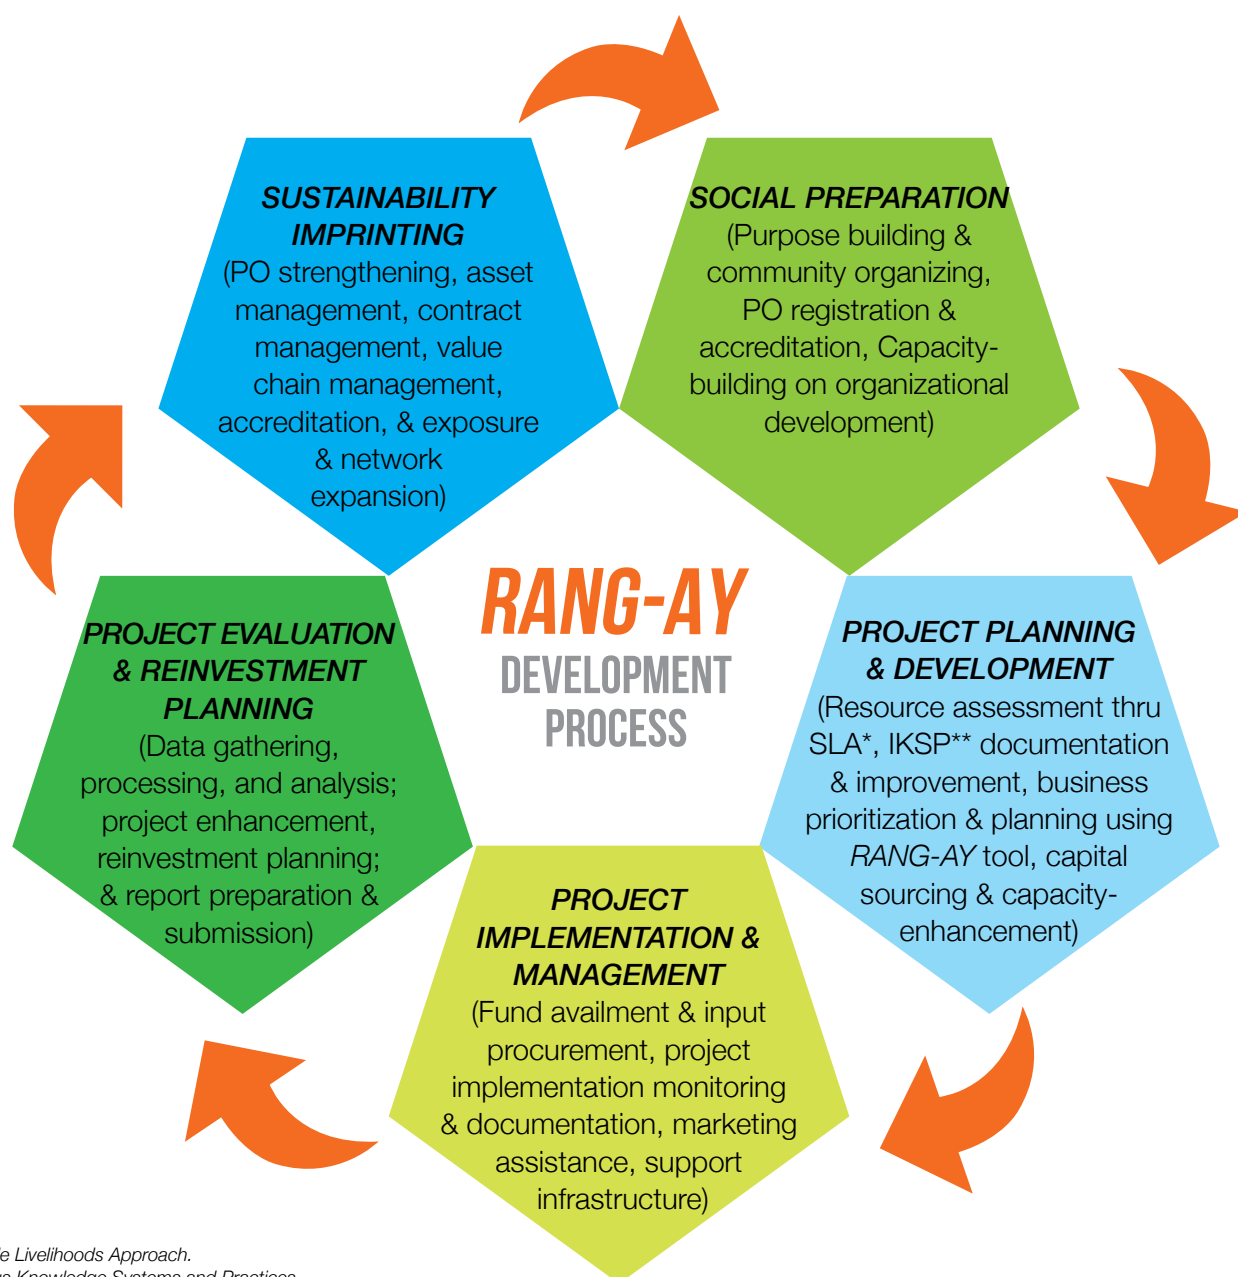 SUSTAINABILITY
IMPRINTING
(PO strengthening, asset
management, contract
management, value
chain management,
accreditation, & exposure
& network
expansion)
SOCIAL PREPARATION
(Purpose building &
community organizing,
PO registration &
accreditation, Capacity-
building on organizational
development)
RANG-AY
DEVELOPMENT
PROCESS
PROJECT EVALUATION
& REINVESTMENT
PLANNING
(Data gathering,
processing, and analysis;
project enhancement,
reinvestment planning;
& report preparation &
submission)
PROJECT PLANNING
& DEVELOPMENT
(Resource assessment thru
SLA*, IKSP** documentation
& improvement, business
prioritization & planning using
RANG-AY tool, capital
sourcing & capacity-
enhancement)
PROJECT
IMPLEMENTATION &
MANAGEMENT
(Fund availment & input
procurement, project
implementation monitoring
& documentation, marketing
assistance, support
infrastructure)
Livelihoods Approach.
Knowledge Systems and Practices